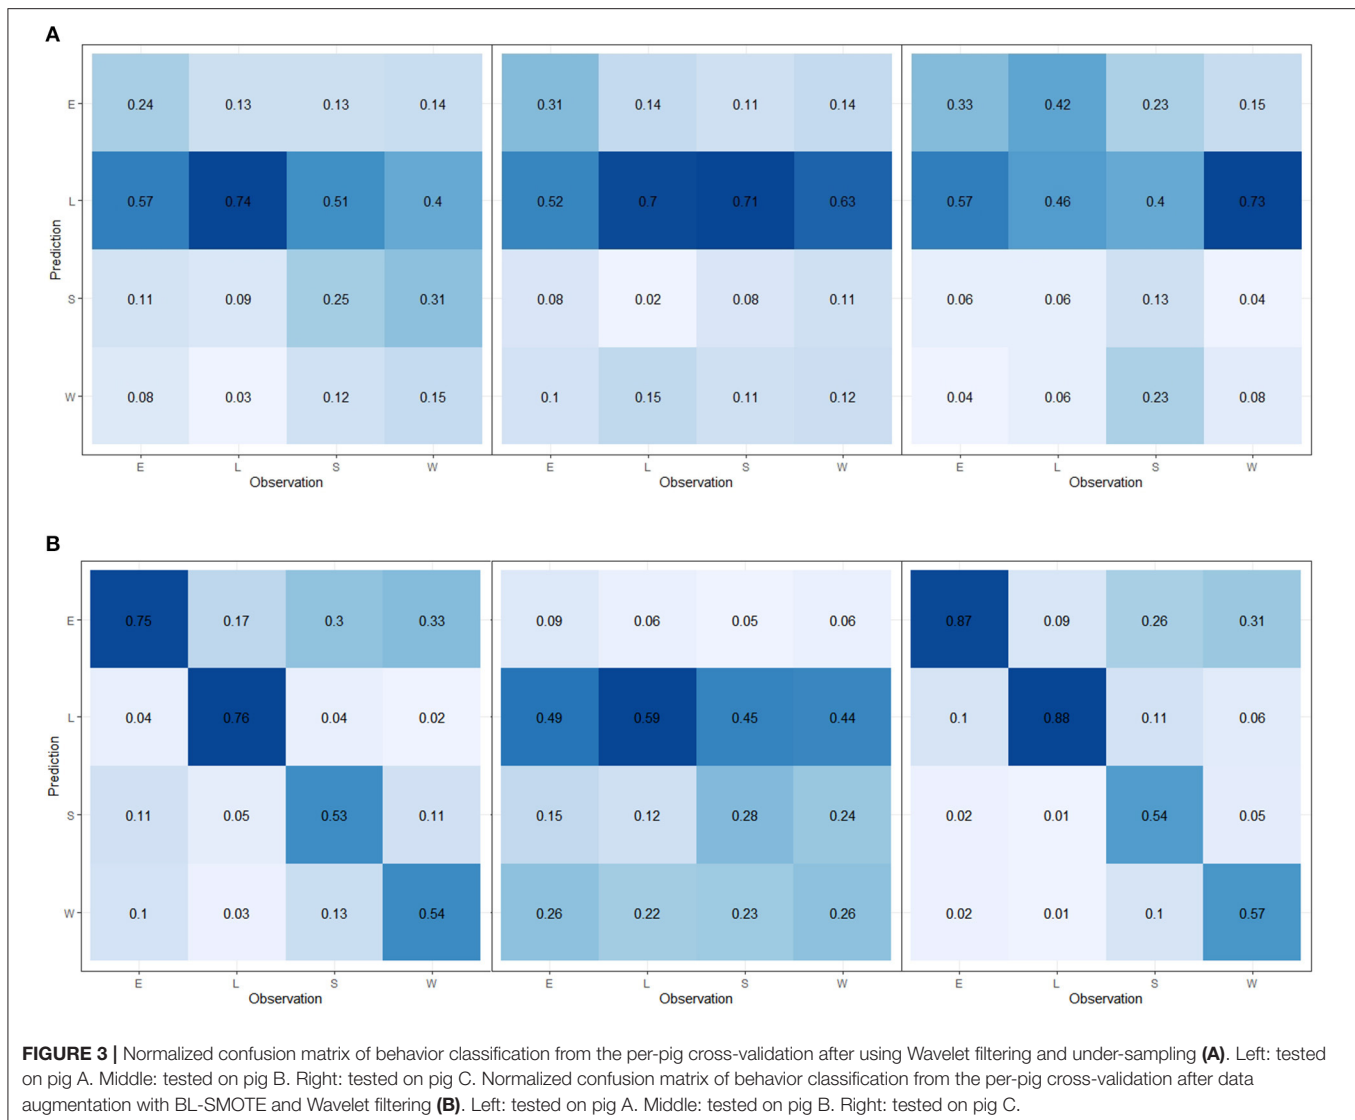 A
E 0.24 0.13 0.13 0.14 0.31 0.14 0.11 0.14 0.33 0.42 0.23 0.15
L 0.57 0.74 0.51 0.4 0.52 0.7 0.71 0.63 0.57 0.46 0.4 0.73
Prediction
S 0.11 0.09 0.25 0.31 0.08 0.02 0.08 0.11 0.06 0.06 0.13 0.04
W 0.08 0.03 0.12 0.15 0.1 0.15 0.11 0.12 0.04 0.06 0.23 0.08
E L S W E L S W E L S W
Observation Observation Observation
B
E 0.75 0.17 0.3 0.33 0.09 0.06 0.05 0.06 0.87 0.09 0.26 0.31
L 0.04 0.76 0.04 0.02 0.49 0.59 0.45 0.44 0.1 0.88 0.11 0.06
Prediction
S 0.11 0.05 0.53 0.11 0.15 0.12 0.28 0.24 0.02 0.01 0.54 0.05
W 0.1 0.03 0.13 0.54 0.26 0.22 0.23 0.26 0.02 0.01 0.1 0.57
E L S W E L S W E L S W
Observation Observation Observation
FIGURE 3 | Normalized confusion matrix of behavior classification from the per-pig cross-validation after using Wavelet filtering and under-sampling (A). Left: tested
on pig A. Middle: tested on pig B. Right: tested on pig C. Normalized confusion matrix of behavior classification from the per-pig cross-validation after data
augmentation with BL-SMOTE and Wavelet filtering (B). Left: tested on pig A. Middle: tested on pig B. Right: tested on pig C.